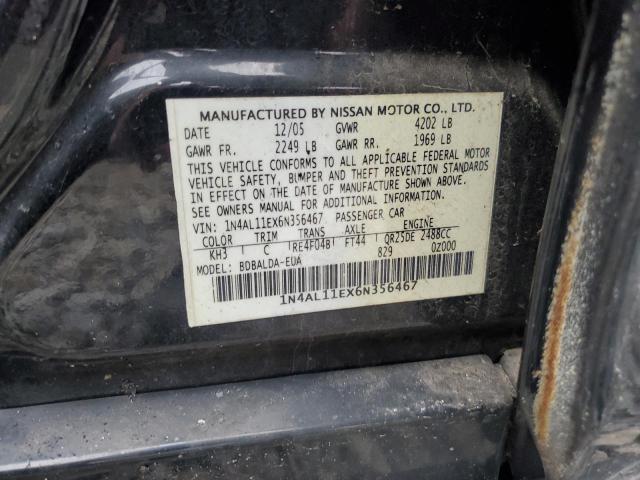 MANUFACTURED BY NISSAN MOTOR CO., LTD.
DATE 12/05 GVWR 4202 LB
GAWR FR. 2249 LB GAWR RR. 1969 LB
THIS VEHICLE CONFORMS TO ALL APPLICABLE FEDERAL MOTOR
VEHICLE SAFETY, BUMPER AND THEFT PREVENTION STANDARDS
IN EFFECT ON THE DATE OF MANUFACTURE SHOWN ABOVE.
SEE OWNERS MANUAL FOR ADDITIONAL INFORMATION.
VIN: 1N4AL11EX6N356467 PASSENGER CAR
COLOR TRIM TRANS AXLE ENGINE
KH3 C RE4F04B FT44 QR25DE 2488CC
MODEL: BDBALDA-EUA 829 0Z000
1N4AL11EX6N356467